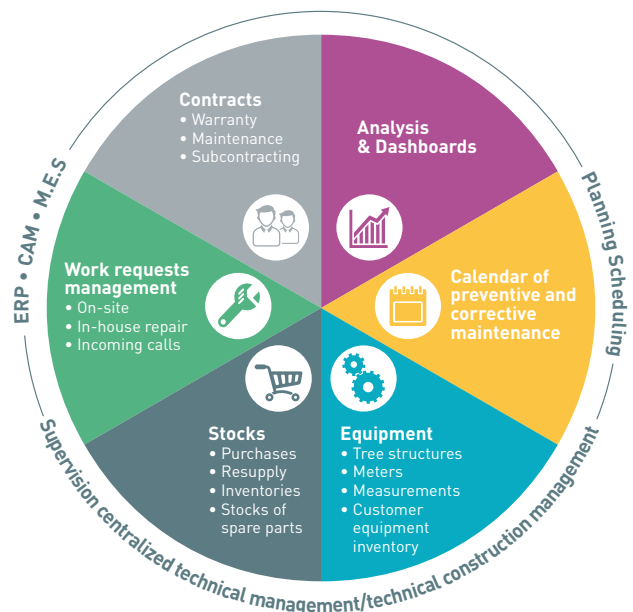 Contracts
• Warranty
• Maintenance
• Subcontracting
Analysis
& Dashboards
Calendar of
preventive and
corrective
maintenance
Equipment
• Tree structures
• Meters
• Measurements
• Customer
equipment
inventory
Stocks
• Purchases
• Resupply
• Inventories
• Stocks of
spare parts
Work requests
management
• On-site
• In-house repair
• Incoming calls
ERP • CAM • M.E.S
Planning Scheduling
Supervision centralized technical management/technical construction management